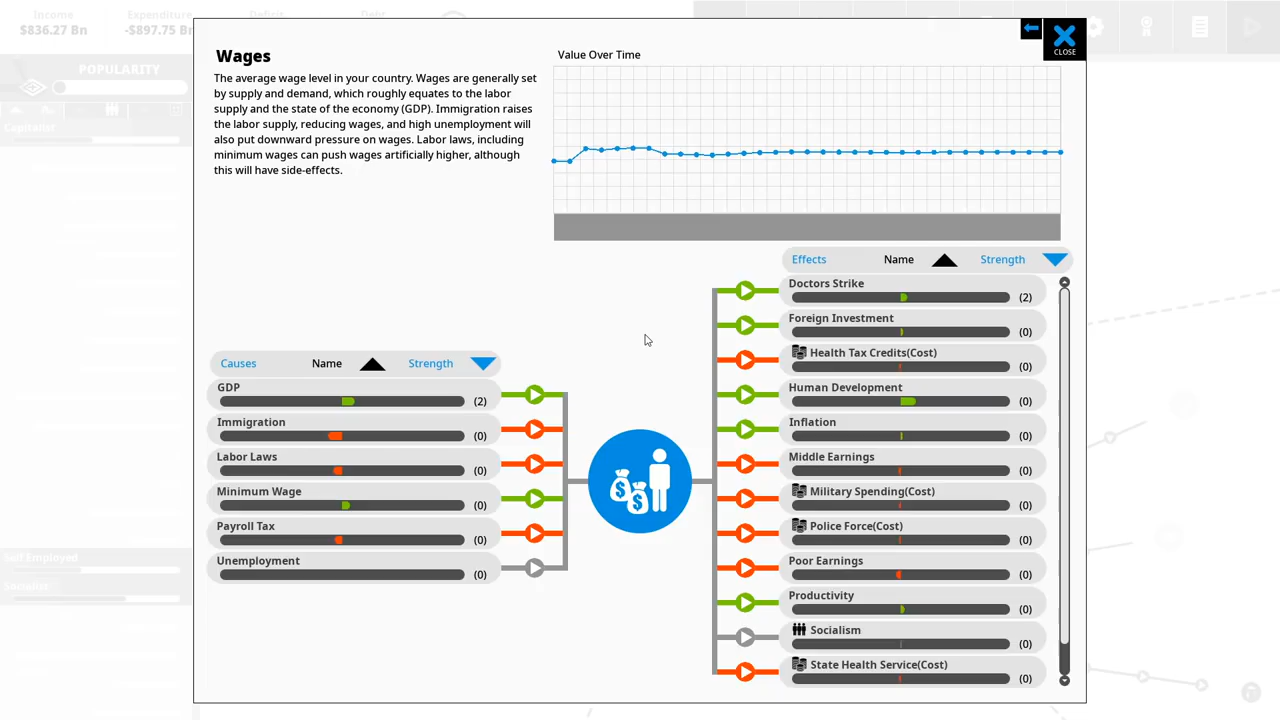 Income
Expenditure
Deficit
Debt
$836.27 Bn
-$897.75 Bn
POPULARITY
Capitalist
Self Employed
Socialist
CLOSE
Wages
The average wage level in your country. Wages are generally set
by supply and demand, which roughly equates to the labor
supply and the state of the economy (GDP). Immigration raises
the labor supply, reducing wages, and high unemployment will
also put downward pressure on wages. Labor laws, including
minimum wages can push wages artificially higher, although
this will have side-effects.
Value Over Time
Causes Name Strength
GDP
(2)
Immigration
(0)
Labor Laws
(0)
Minimum Wage
(0)
Payroll Tax
(0)
Unemployment
(0)
Effects Name Strength
Doctors Strike
(2)
Foreign Investment
(0)
Health Tax Credits(Cost)
(0)
Human Development
(0)
Inflation
(0)
Middle Earnings
(0)
Military Spending(Cost)
(0)
Police Force(Cost)
(0)
Poor Earnings
(0)
Productivity
(0)
Socialism
(0)
State Health Service(Cost)
(0)